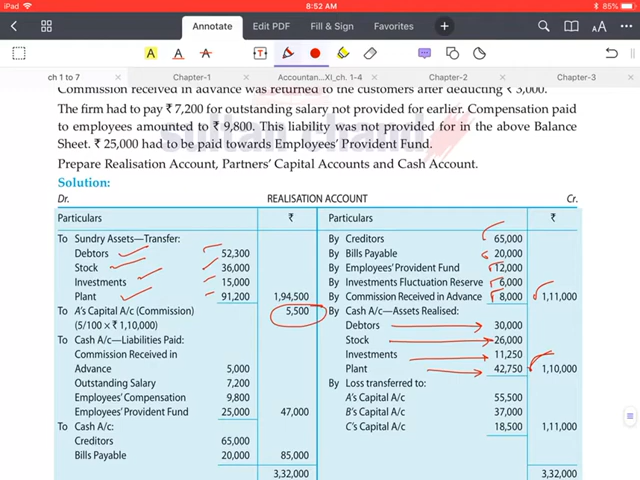 iPad
8:52 AM
85%
Annotate
Edit PDF
Fill & Sign
Favorites
ch 1 to 7
Chapter-1
Accountan...XI_ch. 1-4
Chapter-2
Chapter-3
Commission received in advance was returned to the customers after deducting ₹ 3,000.
The firm had to pay ₹ 7,200 for outstanding salary not provided for earlier. Compensation paid
to employees amounted to ₹ 9,800. This liability was not provided for in the above Balance
Sheet. ₹ 25,000 had to be paid towards Employees' Provident Fund.
Sultan Chand
Prepare Realisation Account, Partners' Capital Accounts and Cash Account.
Solution:
Dr. REALISATION ACCOUNT Cr.
Particulars ₹ Particulars ₹
To Sundry Assets—Transfer: By Creditors 65,000
Debtors 52,300 By Bills Payable 20,000
Stock 36,000 By Employees' Provident Fund 12,000
Investments 15,000 By Investments Fluctuation Reserve 6,000
Plant 91,200 1,94,500 By Commission Received in Advance 8,000 1,11,000
To A's Capital A/c (Commission) 5,500 By Cash A/c—Assets Realised:
(5/100 × ₹ 1,10,000) Debtors 30,000
To Cash A/c—Liabilities Paid: Stock 26,000
Commission Received in Investments 11,250
Advance 5,000 Plant 42,750 1,10,000
Outstanding Salary 7,200 By Loss transferred to:
Employees' Compensation 9,800 A's Capital A/c 55,500
Employees' Provident Fund 25,000 47,000 B's Capital A/c 37,000
To Cash A/c: C's Capital A/c 18,500 1,11,000
Creditors 65,000
Bills Payable 20,000 85,000
3,32,000 3,32,000